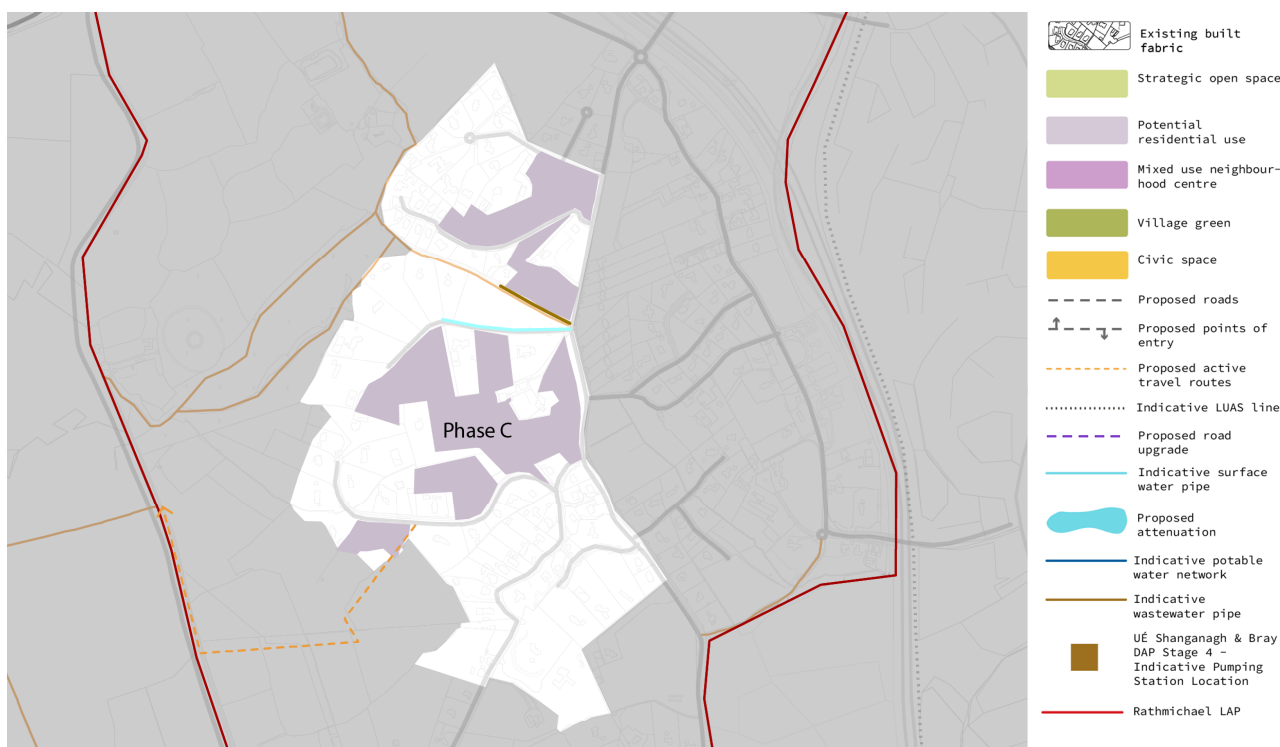 Phase C
Existing built
fabric
Strategic open space
Potential
residential use
Mixed use neighbour-
hood centre
Village green
Civic space
Proposed roads
Proposed points of
entry
Proposed active
travel routes
Indicative LUAS line
Proposed road
upgrade
Indicative surface
water pipe
Proposed
attenuation
Indicative potable
water network
Indicative
wastewater pipe
UÉ Shanganagh & Bray
DAP Stage 4 –
Indicative Pumping
Station Location
Rathmichael LAP